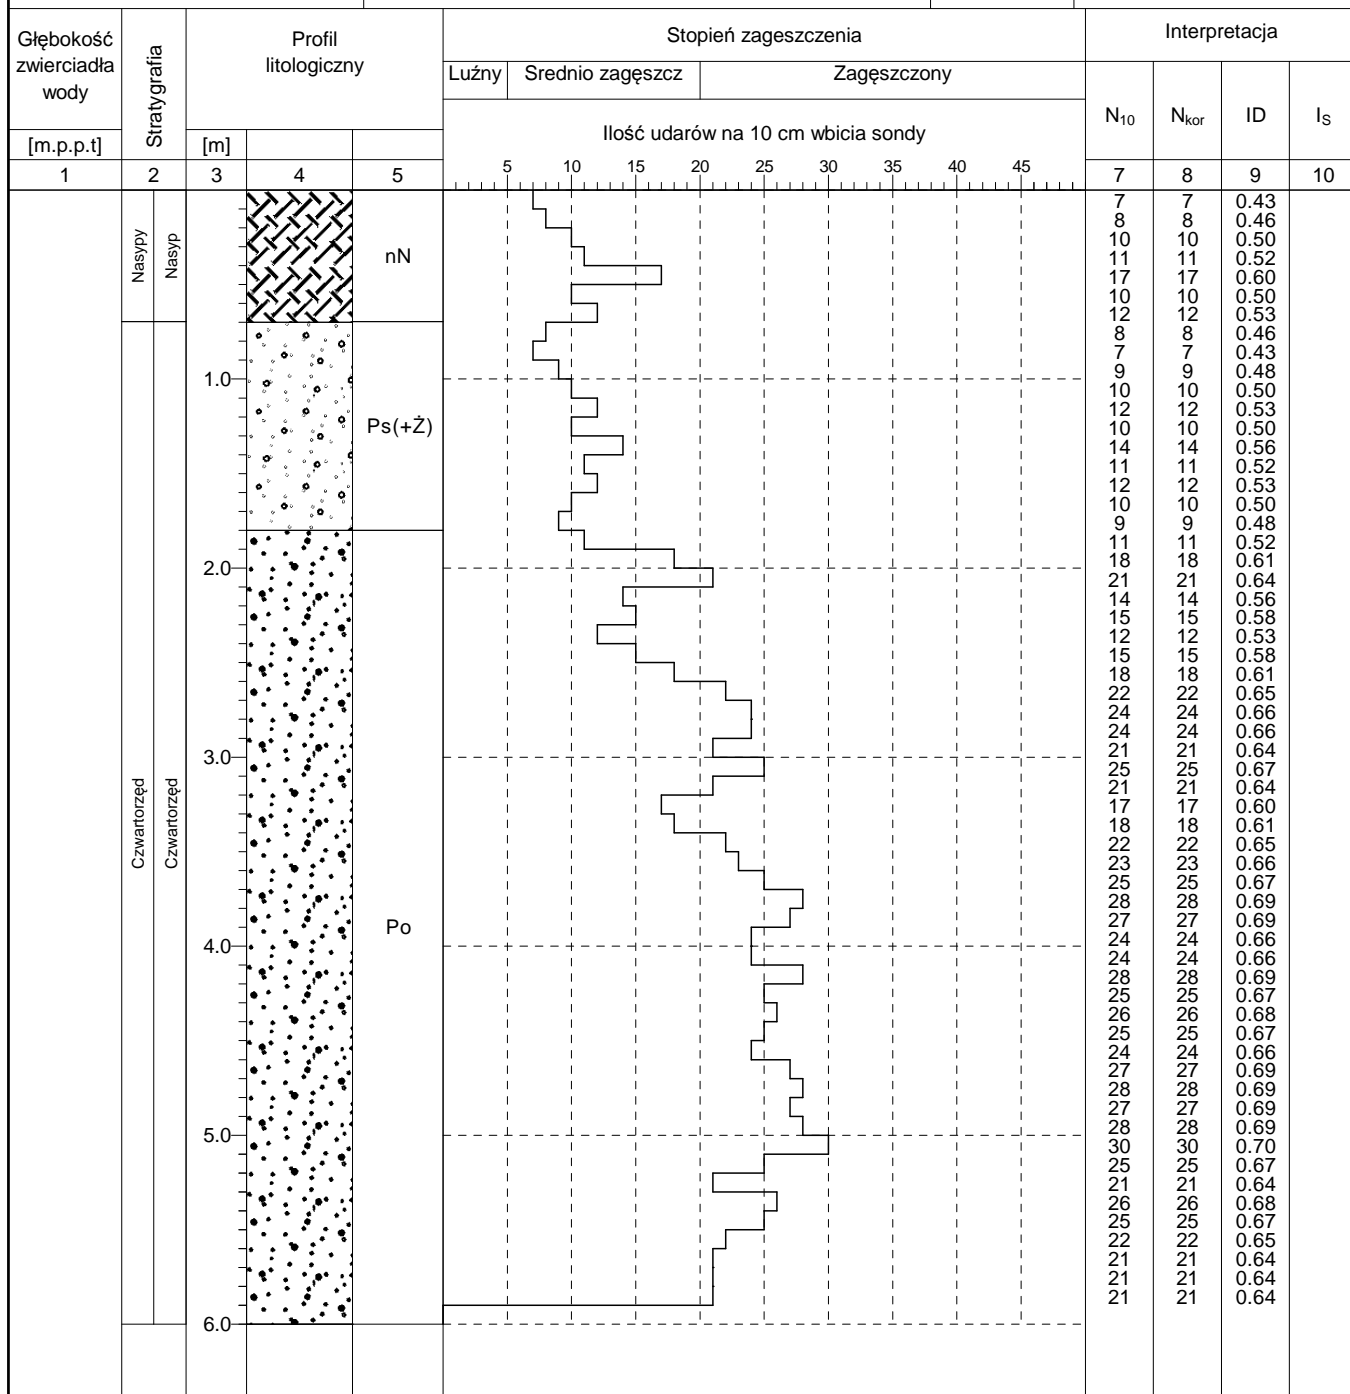 Głębokość zwierciadła wody
[m.p.p.t]
Stratygrafia
Profil litologiczny
[m]
Stopień zageszczenia
Luźny Srednio zagęszcz Zagęszczony
Ilość udarów na 10 cm wbicia sondy
5 10 15 20 25 30 35 40 45
Interpretacja
N10 Nkor ID IS
1 2 3 4 5 7 8 9 10
Nasypy
Nasyp
nN
Ps(+Ż)
Czwartorzęd
Czwartorzęd
Po
1.0
2.0
3.0
4.0
5.0
6.0
7 7 0.43
8 8 0.46
10 10 0.50
11 11 0.52
17 17 0.60
10 10 0.50
12 12 0.53
8 8 0.46
7 7 0.43
9 9 0.48
10 10 0.50
12 12 0.53
10 10 0.50
14 14 0.56
11 11 0.52
12 12 0.53
10 10 0.50
9 9 0.48
11 11 0.52
18 18 0.61
21 21 0.64
14 14 0.56
15 15 0.58
12 12 0.53
15 15 0.58
18 18 0.61
22 22 0.65
24 24 0.66
24 24 0.66
21 21 0.64
25 25 0.67
21 21 0.64
17 17 0.60
18 18 0.61
22 22 0.65
23 23 0.66
25 25 0.67
28 28 0.69
27 27 0.69
24 24 0.66
24 24 0.66
28 28 0.69
25 25 0.67
26 26 0.68
25 25 0.67
24 24 0.66
27 27 0.69
28 28 0.69
27 27 0.69
28 28 0.69
30 30 0.70
25 25 0.67
21 21 0.64
26 26 0.68
25 25 0.67
22 22 0.65
21 21 0.64
21 21 0.64
21 21 0.64